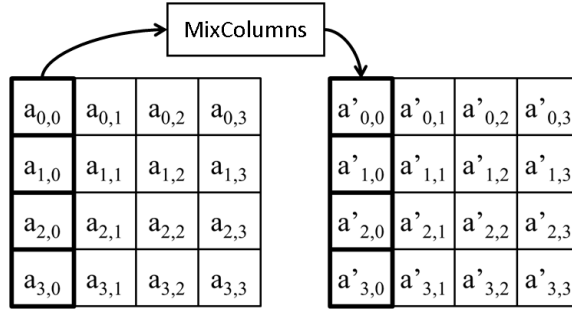 MixColumns
a0,0 a0,1 a0,2 a0,3 a'0,0 a'0,1 a'0,2 a'0,3
a1,0 a1,1 a1,2 a1,3 a'1,0 a'1,1 a'1,2 a'1,3
a2,0 a2,1 a2,2 a2,3 a'2,0 a'2,1 a'2,2 a'2,3
a3,0 a3,1 a3,2 a3,3 a'3,0 a'3,1 a'3,2 a'3,3